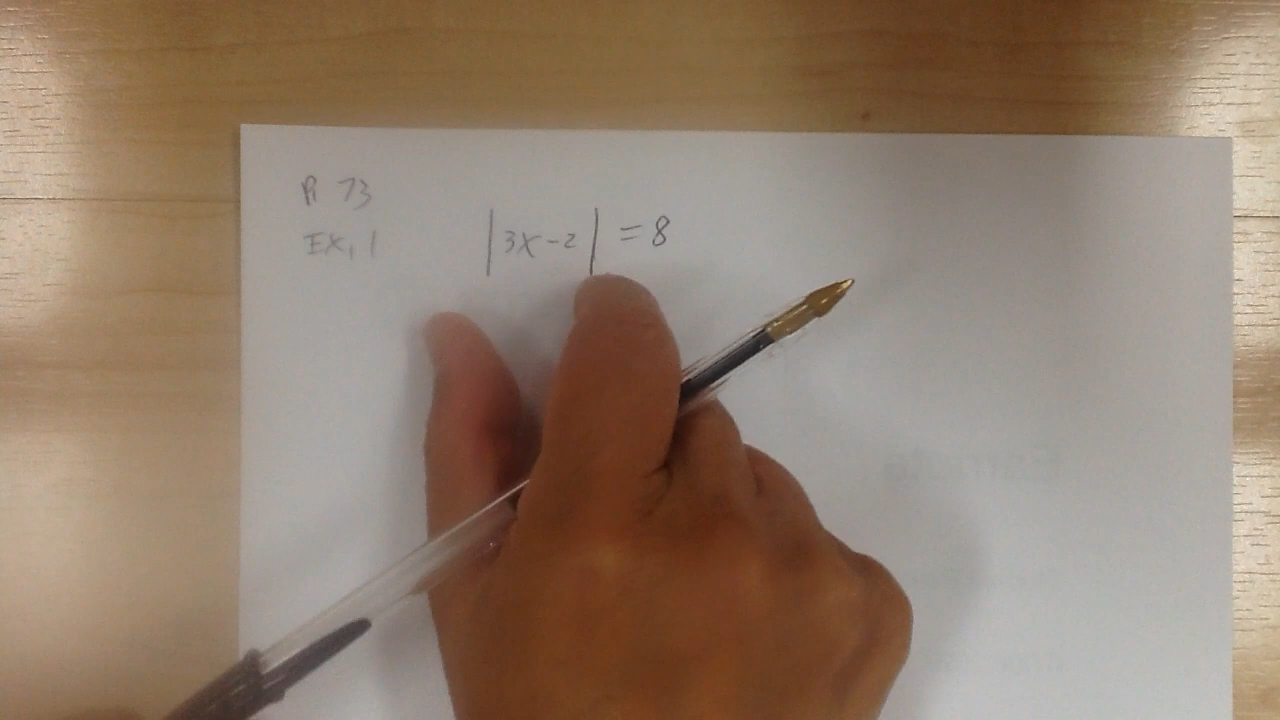 P. 73
Ex, 1 |3x-2| = 8